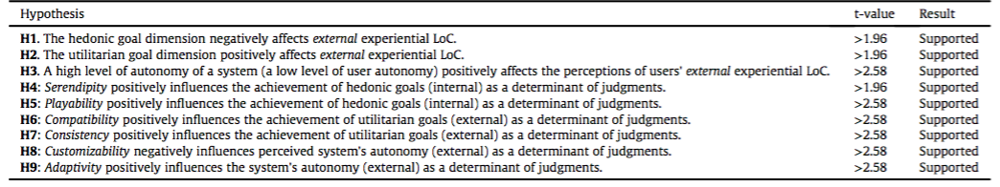 Hypothesis t-value Result
H1. The hedonic goal dimension negatively affects external experiential LoC. >1.96 Supported
H2. The utilitarian goal dimension positively affects external experiential LoC. >1.96 Supported
H3. A high level of autonomy of a system (a low level of user autonomy) positively affects the perceptions of users' external experiential LoC. >2.58 Supported
H4: Serendipity positively influences the achievement of hedonic goals (internal) as a determinant of judgments. >1.96 Supported
H5: Playability positively influences the achievement of hedonic goals (internal) as a determinant of judgments. >2.58 Supported
H6: Compatibility positively influences the achievement of utilitarian goals (external) as a determinant of judgments. >2.58 Supported
H7: Consistency positively influences the achievement of utilitarian goals (external) as a determinant of judgments. >2.58 Supported
H8: Customizability negatively influences perceived system's autonomy (external) as a determinant of judgments. >2.58 Supported
H9: Adaptivity positively influences the system's autonomy (external) as a determinant of judgments. >2.58 Supported